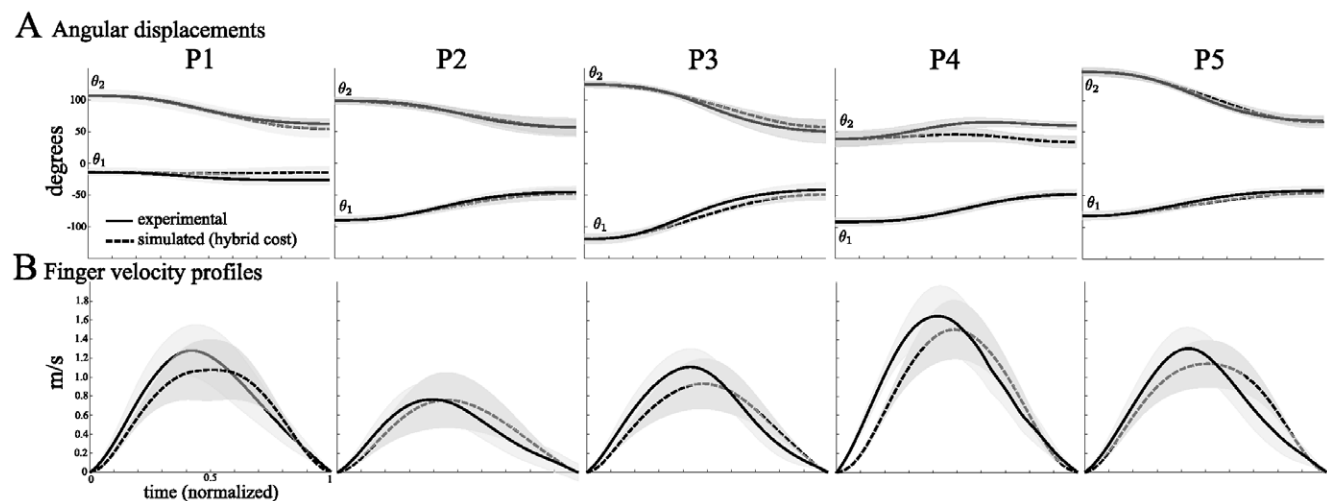 A Angular displacements
P1 P2 P3 P4 P5
θ2 θ2 θ2 θ2 θ2
100
50
0
-50
-100
degrees
θ1 θ1 θ1 θ1 θ1
experimental
simulated (hybrid cost)
B Finger velocity profiles
1.8
1.6
1.4
1.2
1.0
0.8
0.6
0.4
0.2
0
m/s
0 0.5 1
time (normalized)